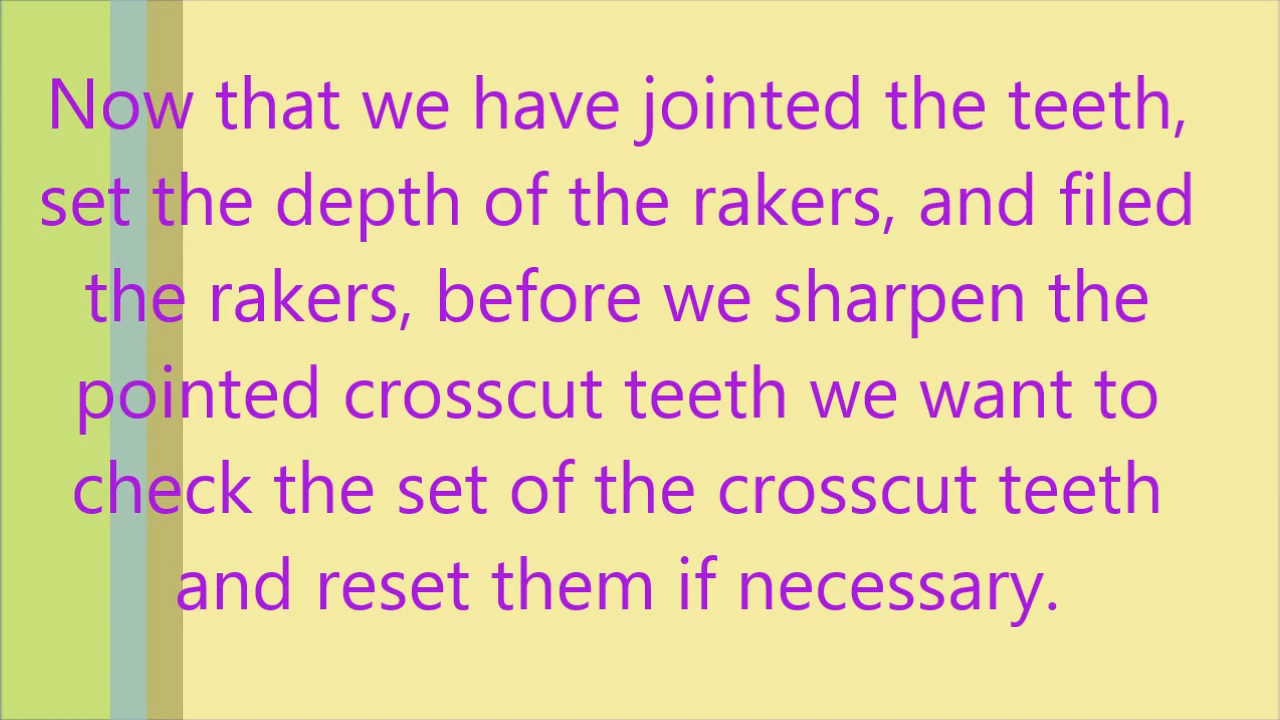 Now that we have jointed the teeth,
set the depth of the rakers, and filed
the rakers, before we sharpen the
pointed crosscut teeth we want to
check the set of the crosscut teeth
and reset them if necessary.